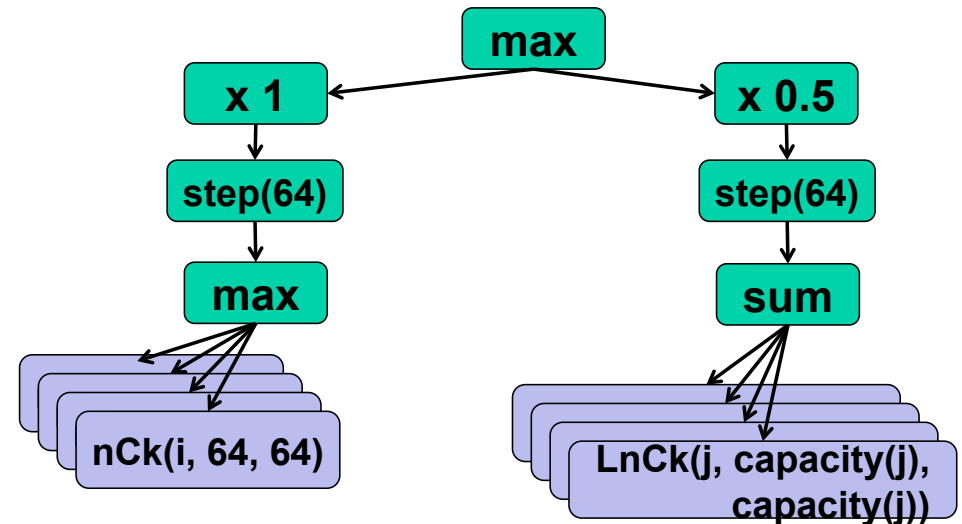 max
x 1
x 0.5
step(64)
step(64)
max
sum
nCk(i, 64, 64)
LnCk(j, capacity(j),
capacity(j))